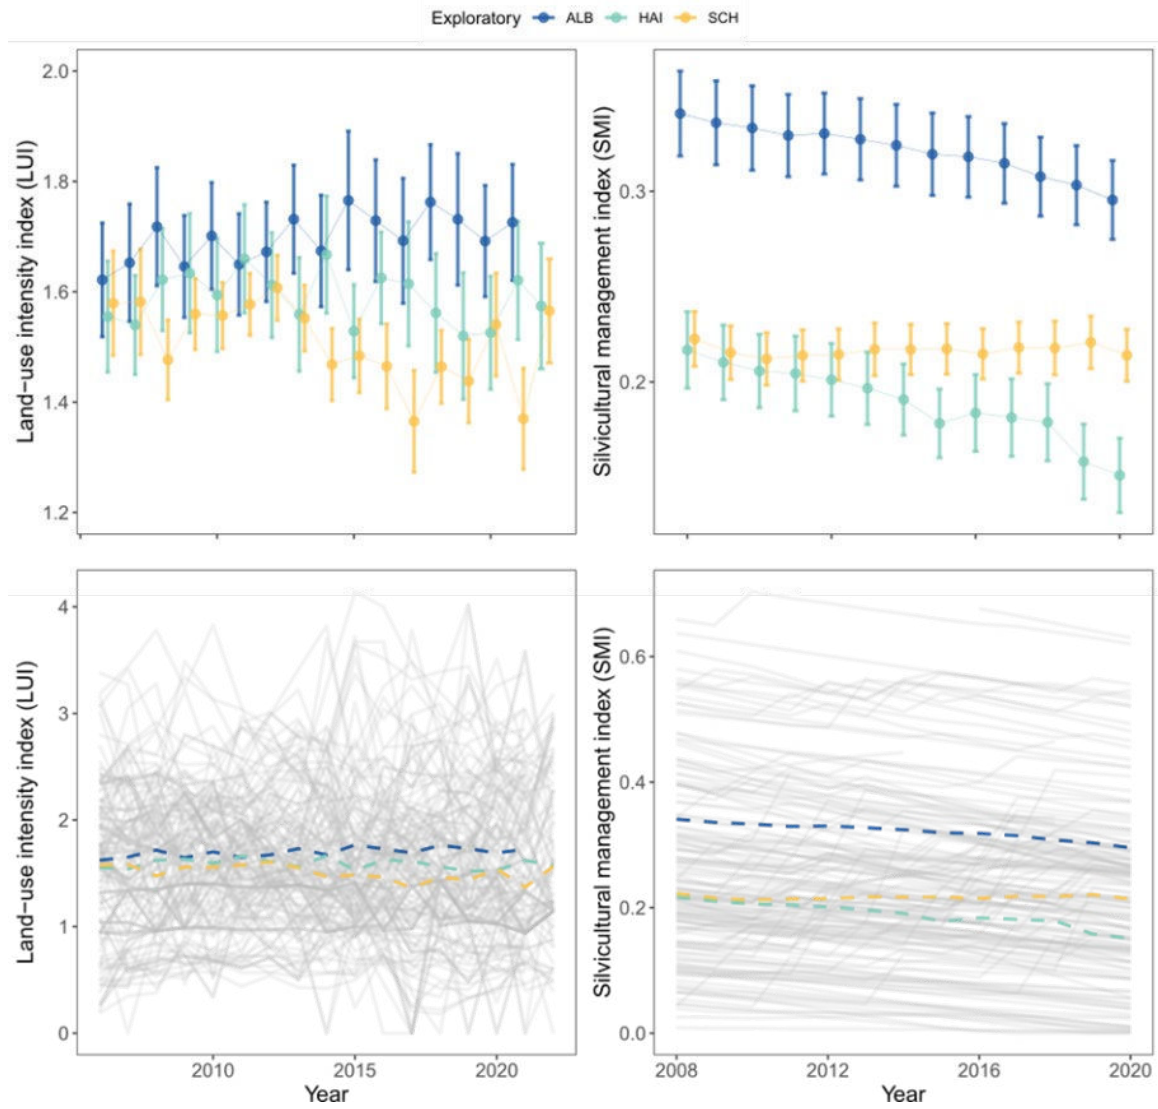 Exploratory ALB HAI SCH
Land-use intensity index (LUI)
2.0
1.8
1.6
1.4
1.2
Silvicultural management index (SMI)
0.3
0.2
Land-use intensity index (LUI)
4
3
2
1
0
2010 2015 2020
Year
Silvicultural management index (SMI)
0.6
0.4
0.2
0.0
2008 2012 2016 2020
Year